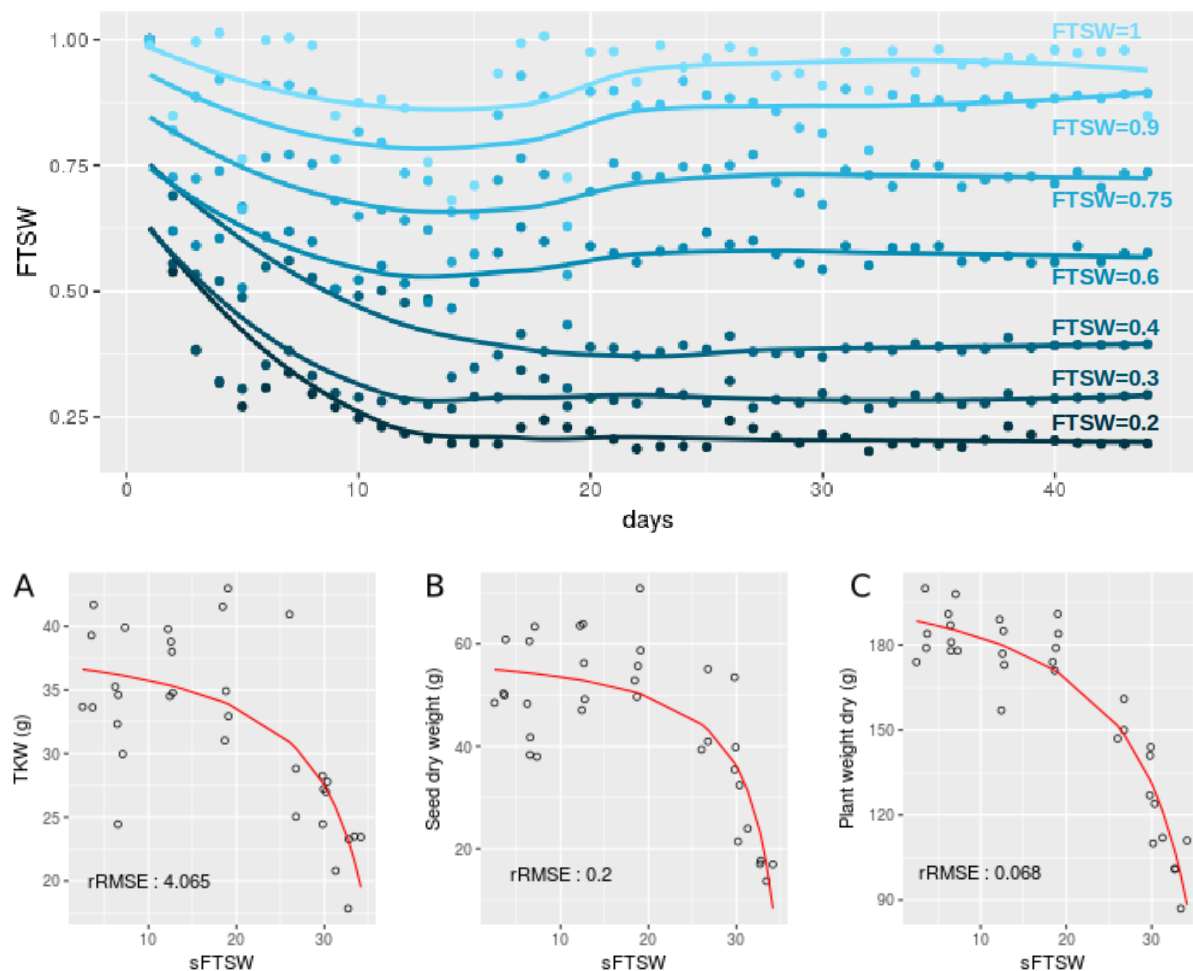 1.00
0.75
0.50
0.25
FTSW
FTSW=1
FTSW=0.9
FTSW=0.75
FTSW=0.6
FTSW=0.4
FTSW=0.3
FTSW=0.2
0 10 20 30 40
days
A
40
35
30
25
20
TKW (g)
rRMSE : 4.065
10 20 30
sFTSW
B
60
40
20
Seed dry weight (g)
rRMSE : 0.2
10 20 30
sFTSW
C
180
150
120
90
Plant weight dry (g)
rRMSE : 0.068
10 20 30
sFTSW